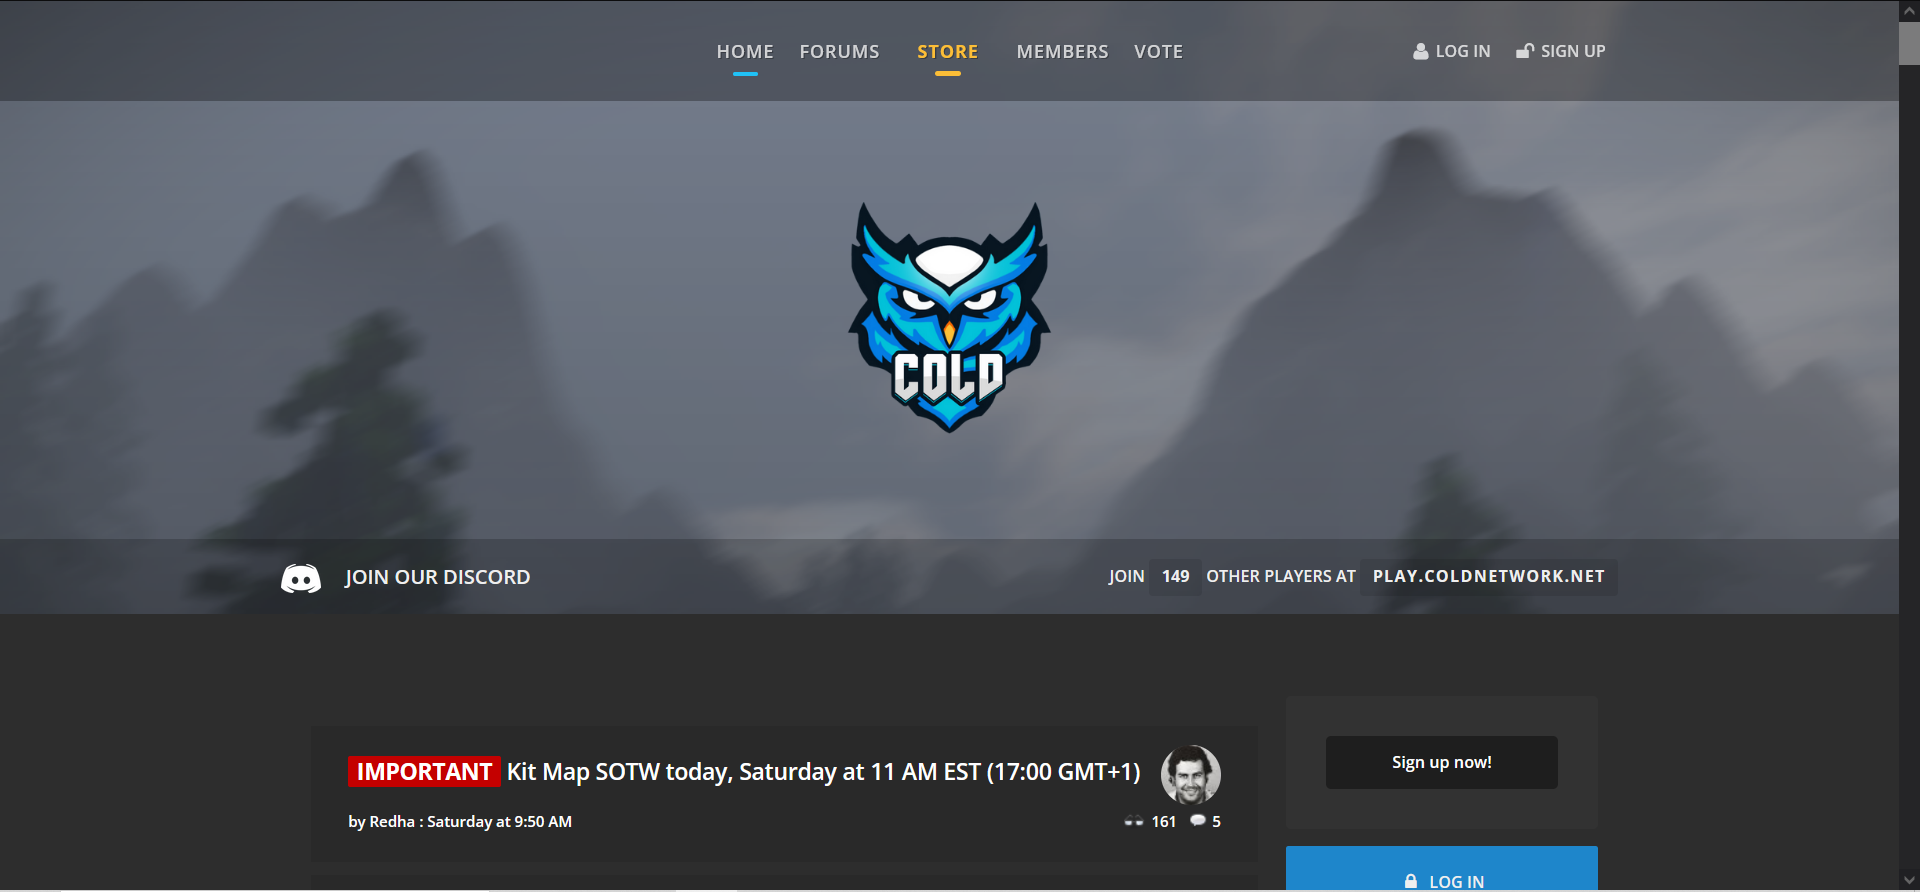 HOME FORUMS STORE MEMBERS VOTE LOG IN SIGN UP
COLD
JOIN OUR DISCORD JOIN 149 OTHER PLAYERS AT PLAY.COLDNETWORK.NET
IMPORTANT Kit Map SOTW today, Saturday at 11 AM EST (17:00 GMT+1)
by Redha : Saturday at 9:50 AM 161 5
Sign up now!
LOG IN